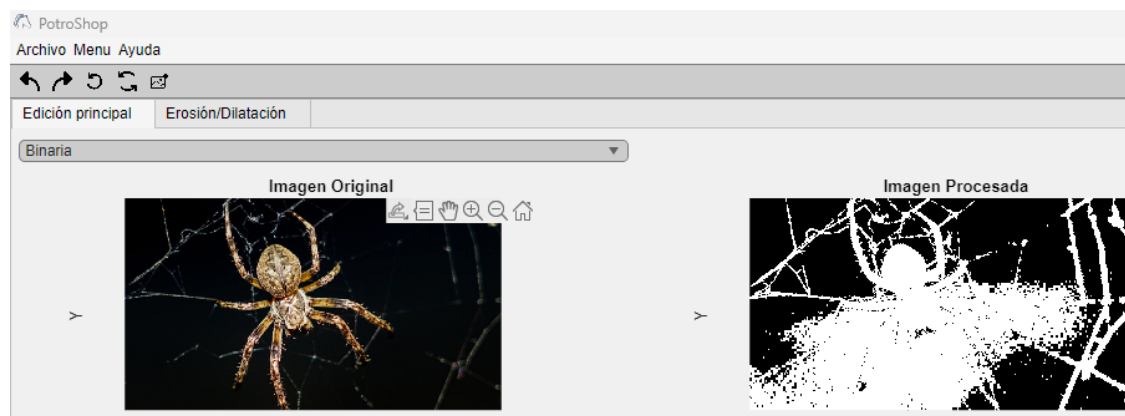 PotroShop
Archivo Menu Ayuda
Edición principal Erosión/Dilatación
Binaria
Imagen Original Imagen Procesada
Y Y